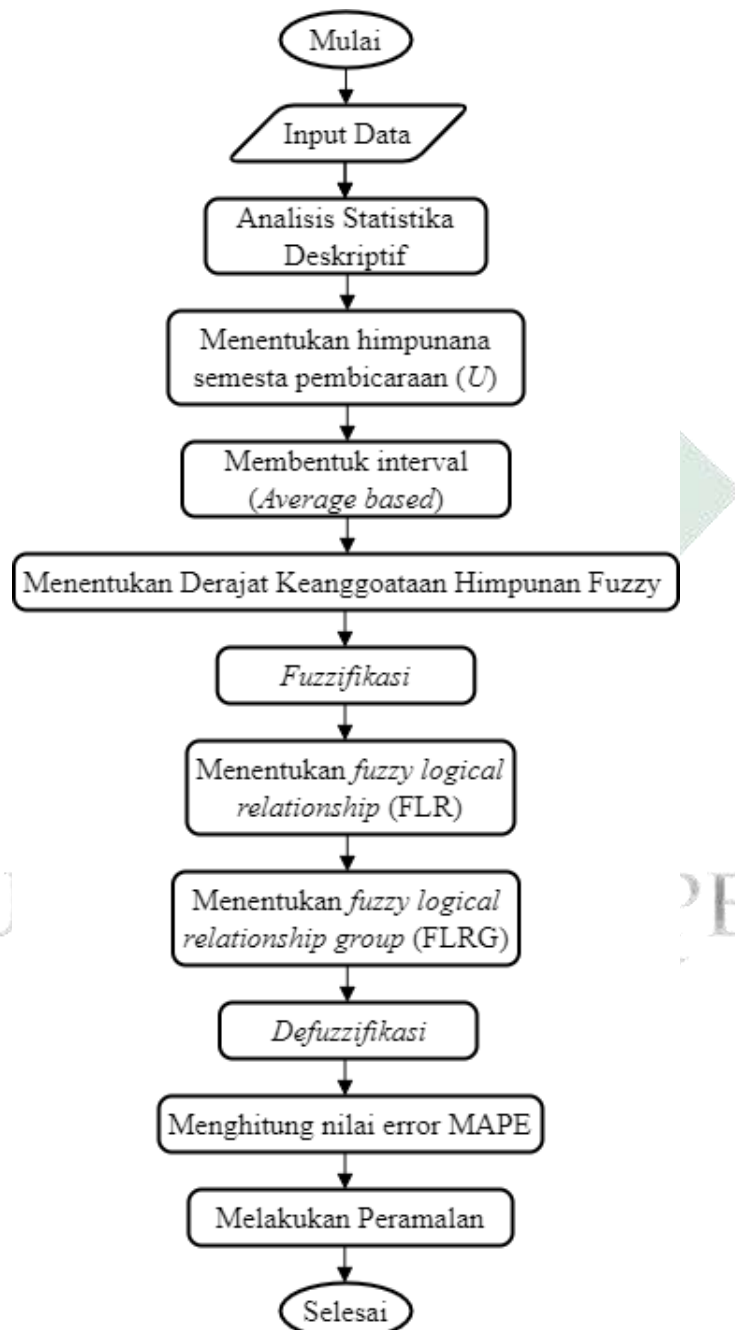 Mulai
Input Data
Analisis Statistika
Deskriptif
Menentukan himpunana
semesta pembicaraan (U)
Membentuk interval
(Average based)
Menentukan Derajat Keanggoataan Himpunan Fuzzy
Fuzzifikasi
Menentukan fuzzy logical
relationship (FLR)
Menentukan fuzzy logical
relationship group (FLRG)
Defuzzifikasi
Menghitung nilai error MAPE
Melakukan Peramalan
Selesai